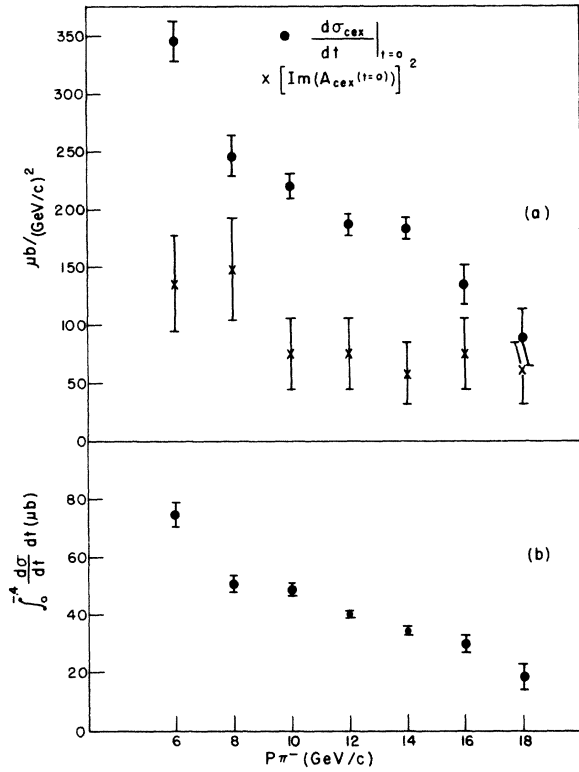 350
300
250
200
150
100
50
0
μb/(GeV/c)²
● dσcex/dt |t=0
x [Im(Acex(t=0))]²
(a)
80
60
40
20
0
∫₀^-.4 dσ/dt dt (μb)
(b)
6 8 10 12 14 16 18
Pπ⁻ (GeV/c)